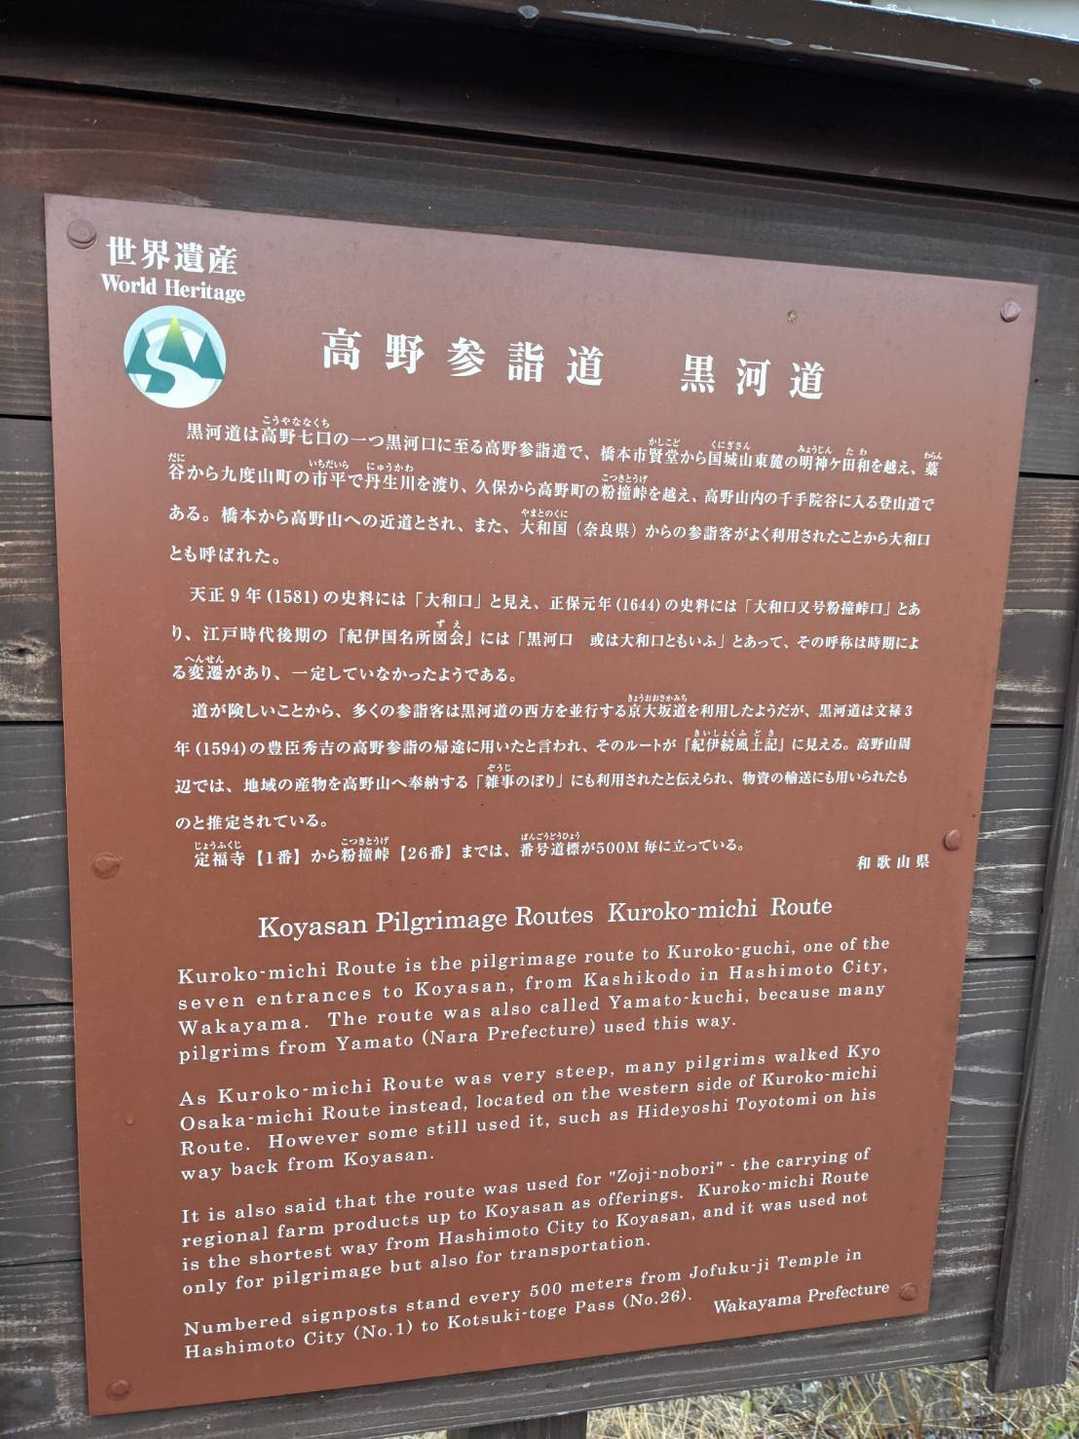 世界遺産
World Heritage
高野参詣道 黒河道
黒河道は高野七口の一つ黒河口に至る高野参詣道で、橋本市賢堂から国城山東麓の明神ケ田和を越え、藁
谷から九度山町の市平で丹生川を渡り、久保から高野町の粉撞峠を越え、高野山内の千手院谷に入る登山道で
ある。橋本から高野山への近道とされ、また、大和国（奈良県）からの参詣客がよく利用されたことから大和口
とも呼ばれた。
天正9年(1581)の史料には「大和口」と見え、正保元年(1644)の史料には「大和口又号粉撞峠口」とあ
り、江戸時代後期の『紀伊国名所図会』には「黒河口 或は大和口ともいふ」とあって、その呼称は時期によ
る変遷があり、一定していなかったようである。
道が険しいことから、多くの参詣客は黒河道の西方を並行する京大坂道を利用したようだが、黒河道は文禄3
年(1594)の豊臣秀吉の高野参詣の帰途に用いたと言われ、そのルートが『紀伊続風土記』に見える。高野山周
辺では、地域の産物を高野山へ奉納する「雑事のぼり」にも利用されたと伝えられ、物資の輸送にも用いられたも
のと推定されている。
定福寺【1番】から粉撞峠【26番】までは、番号道標が500M毎に立っている。
和歌山県
Koyasan Pilgrimage Routes Kuroko-michi Route
Kuroko-michi Route is the pilgrimage route to Kuroko-guchi, one of the
seven entrances to Koyasan, from Kashikodo in Hashimoto City,
Wakayama. The route was also called Yamato-kuchi, because many
pilgrims from Yamato (Nara Prefecture) used this way.
As Kuroko-michi Route was very steep, many pilgrims walked Kyo
Osaka-michi Route instead, located on the western side of Kuroko-michi
Route. However some still used it, such as Hideyoshi Toyotomi on his
way back from Koyasan.
It is also said that the route was used for "Zoji-nobori" - the carrying of
regional farm products up to Koyasan as offerings. Kuroko-michi Route
is the shortest way from Hashimoto City to Koyasan, and it was used not
only for pilgrimage but also for transportation.
Numbered signposts stand every 500 meters from Jofuku-ji Temple in
Hashimoto City (No.1) to Kotsuki-toge Pass (No.26).
Wakayama Prefecture